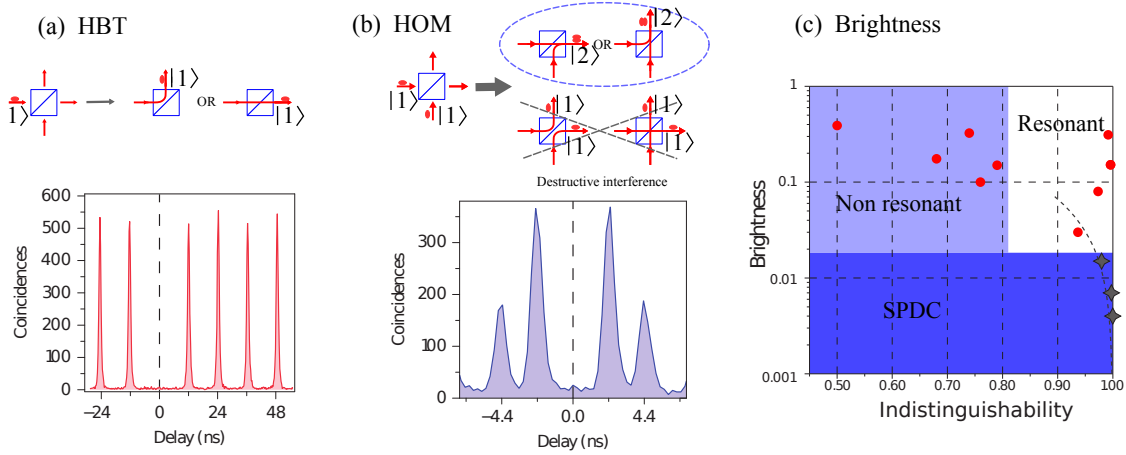 (a) HBT
1⟩
|1⟩
OR
|1⟩
600
500
400
300
200
100
0
Coincidences
−24
0
24
48
Delay (ns)
(b) HOM
|1⟩
|1⟩
|2⟩
OR
|2⟩
|1⟩
|1⟩
|1⟩
|1⟩
Destructive interference
300
200
100
0
Coincidences
−4.4
0.0
4.4
Delay (ns)
(c) Brightness
1
0.1
0.01
0.001
Brightness
Resonant
Non resonant
SPDC
0.50
0.60
0.70
0.80
0.90
100
Indistinguishability